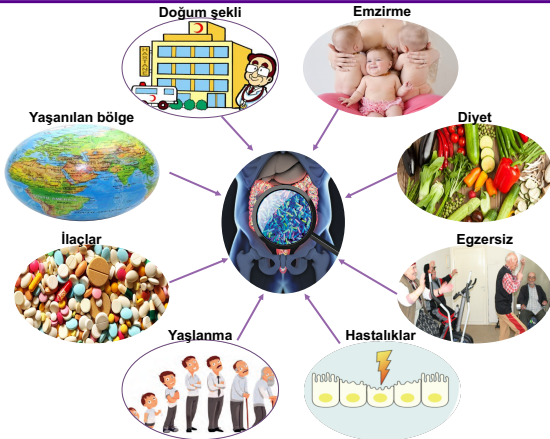 Doğum şekli
Emzirme
Yaşanılan bölge
Diyet
İlaçlar
Egzersiz
Yaşlanma
Hastalıklar